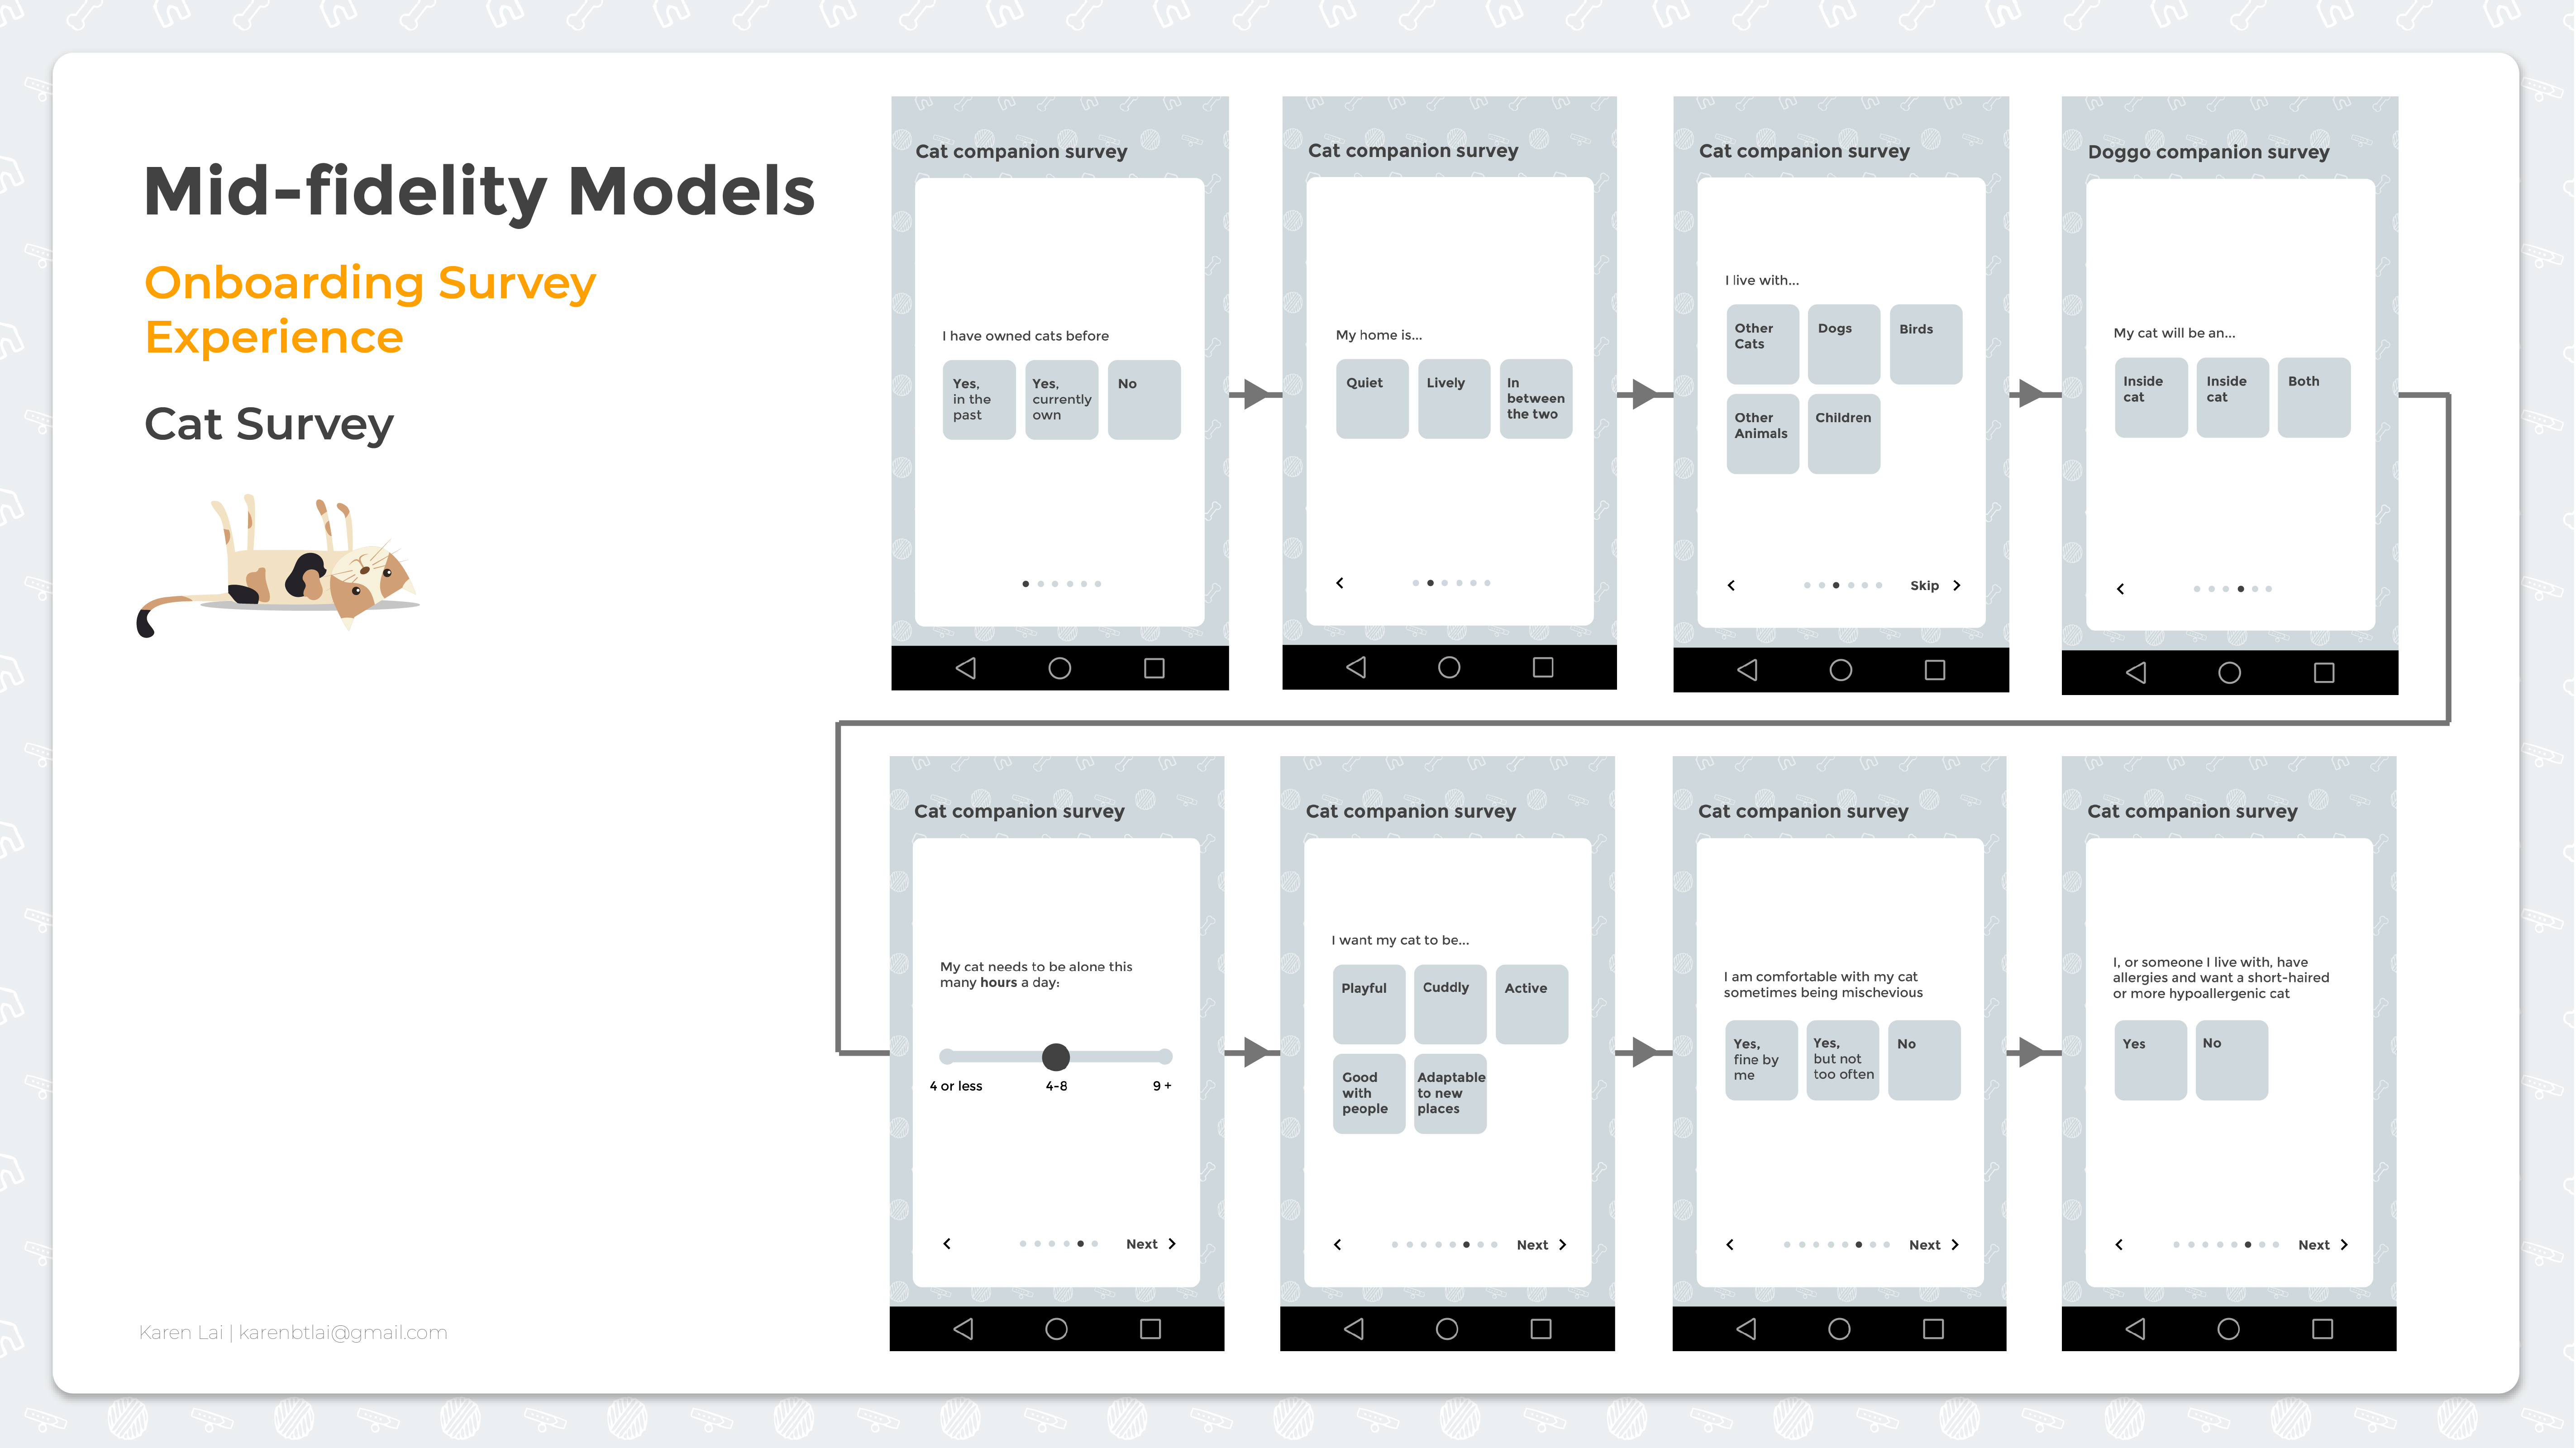 Mid-fidelity Models
Onboarding Survey
Experience
Cat Survey
Cat companion survey
I have owned cats before
Yes,
in the
past
Yes,
currently
own
No
Cat companion survey
My home is...
Quiet
Lively
In
between
the two
Cat companion survey
I live with...
Other
Cats
Dogs
Birds
Other
Animals
Children
Skip
Doggo companion survey
My cat will be an...
Inside
cat
Inside
cat
Both
Cat companion survey
My cat needs to be alone this
many hours a day:
4 or less
4-8
9 +
Next
Cat companion survey
I want my cat to be...
Playful
Cuddly
Active
Good
with
people
Adaptable
to new
places
Next
Cat companion survey
I am comfortable with my cat
sometimes being mischevious
Yes,
fine by
me
Yes,
but not
too often
No
Next
Cat companion survey
I, or someone I live with, have
allergies and want a short-haired
or more hypoallergenic cat
Yes
No
Next
Karen Lai | karenbtlai@gmail.com